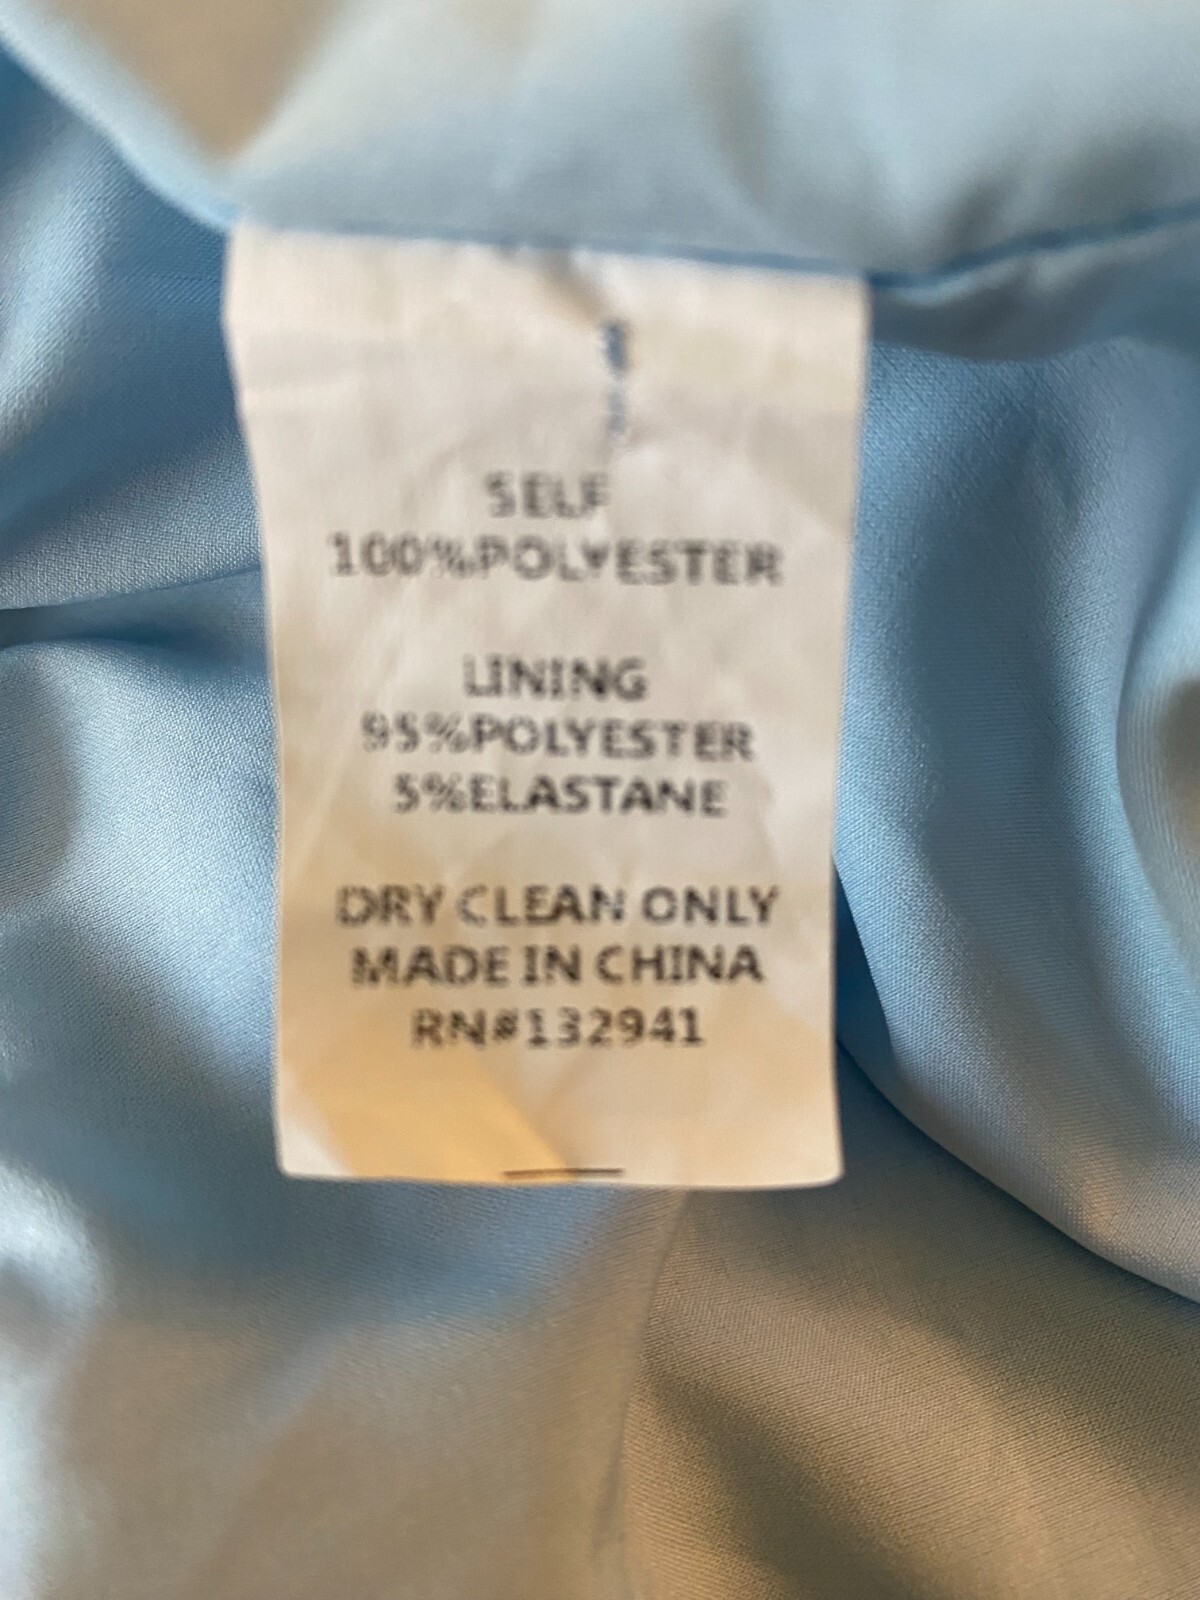 SELF
100%POLYESTER
LINING
95%POLYESTER
5%ELASTANE
DRY CLEAN ONLY
MADE IN CHINA
RN#132941